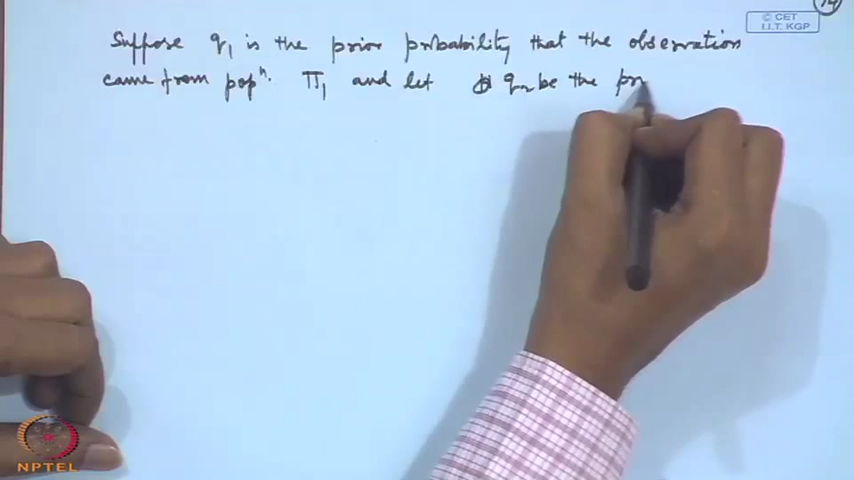 © CET
I.I.T. KGP
14
Suppose q₁ is the prior probability that the observation
came from popⁿ. Π₁ and let q₂ be the pr
NPTEL